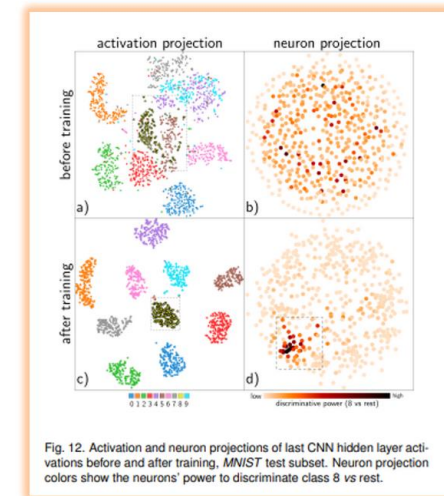 activation projection
neuron projection
before training
a)
b)
after training
c)
d)
0 1 2 3 4 5 6 7 8 9
low
high
discriminative power (8 vs rest)
Fig. 12. Activation and neuron projections of last CNN hidden layer acti-
vations before and after training, MNIST test subset. Neuron projection
colors show the neurons' power to discriminate class 8 vs rest.